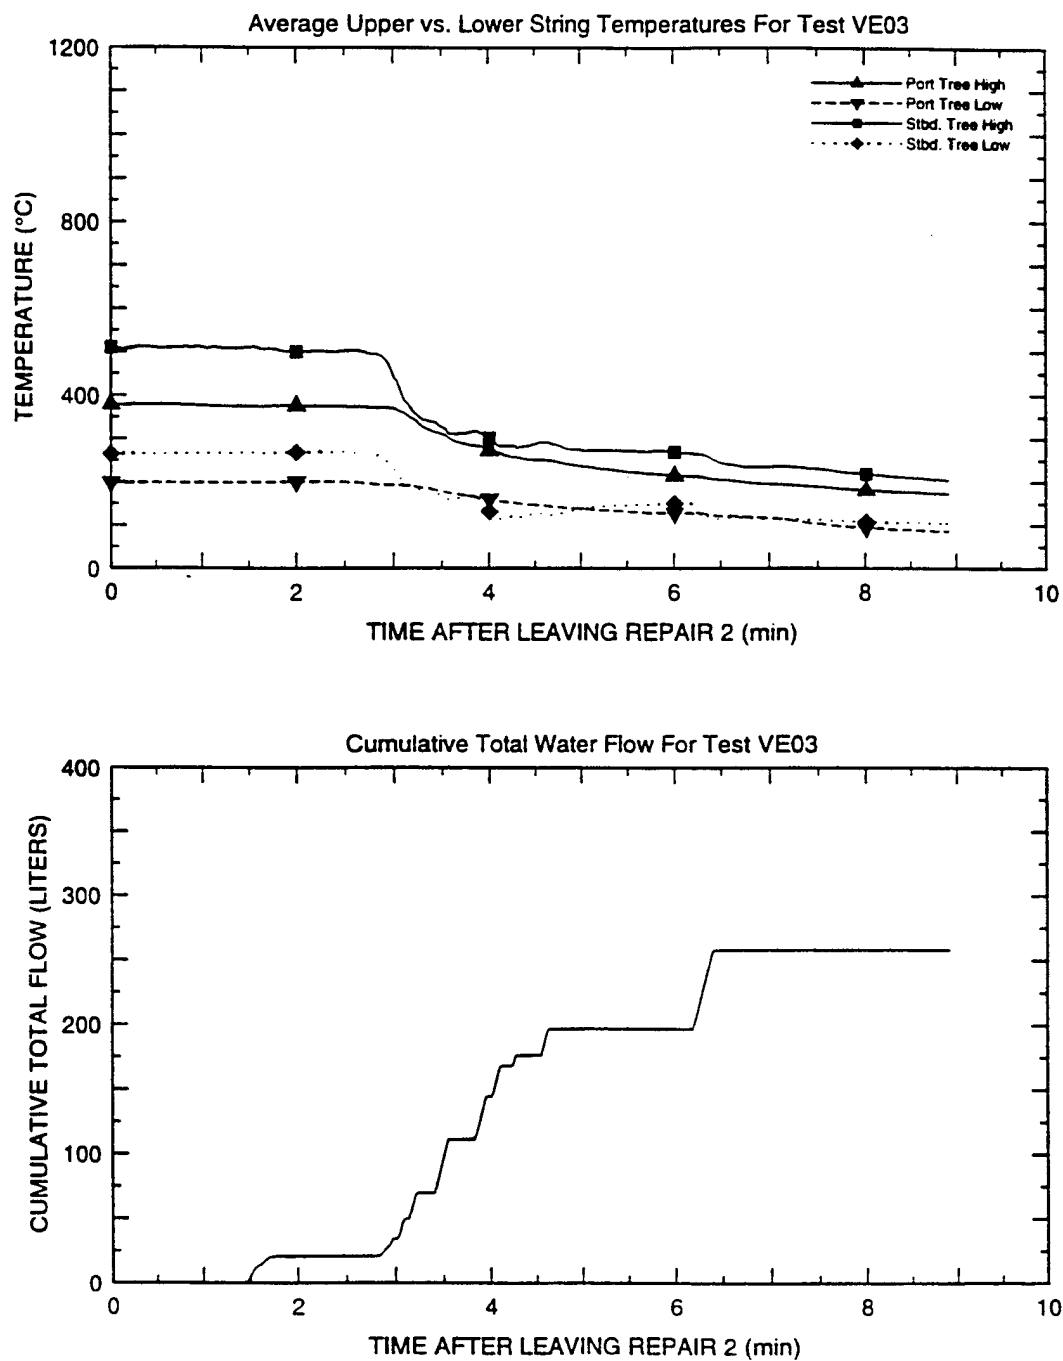 Average Upper vs. Lower String Temperatures For Test VE03
1200
800
400
0
TEMPERATURE (°C)
Port Tree High
Port Tree Low
Stbd. Tree High
Stbd. Tree Low
0 2 4 6 8 10
TIME AFTER LEAVING REPAIR 2 (min)
Cumulative Total Water Flow For Test VE03
400
300
200
100
0
CUMULATIVE TOTAL FLOW (LITERS)
0 2 4 6 8 10
TIME AFTER LEAVING REPAIR 2 (min)